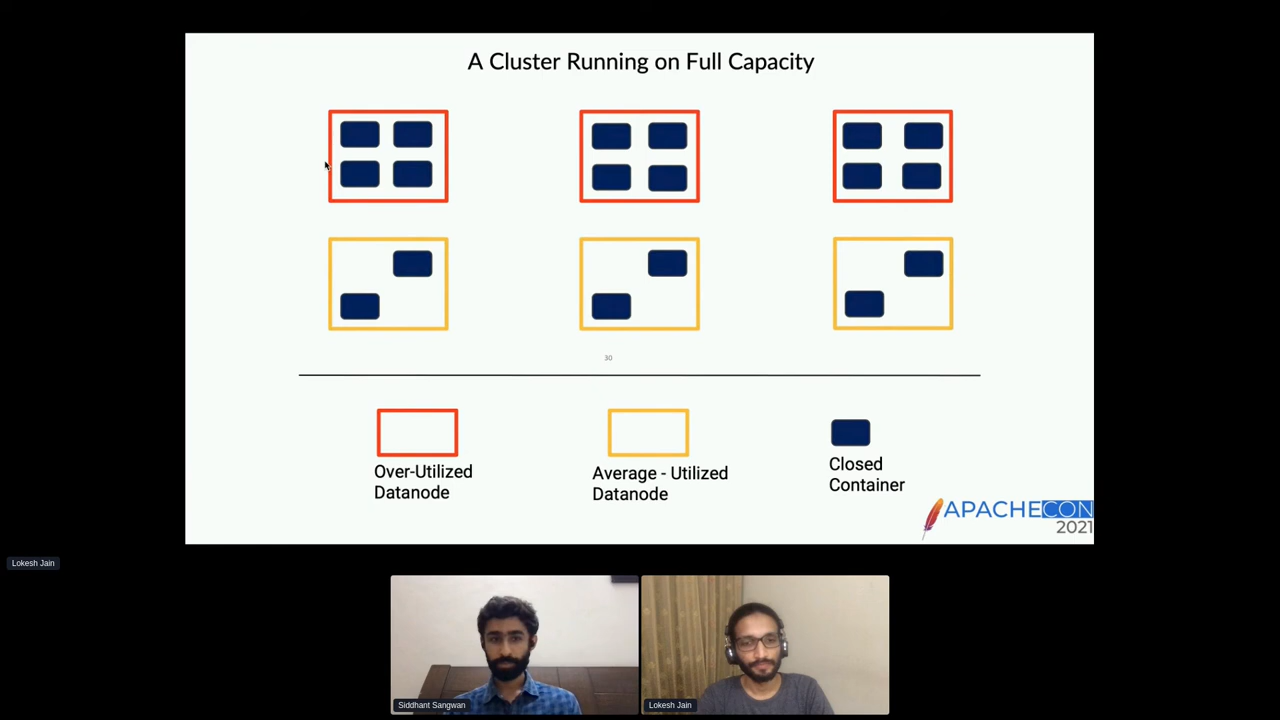 A Cluster Running on Full Capacity
30
Over-Utilized
Datanode
Average - Utilized
Datanode
Closed
Container
APACHECON
2021
Lokesh Jain
Siddhant Sangwan
Lokesh Jain